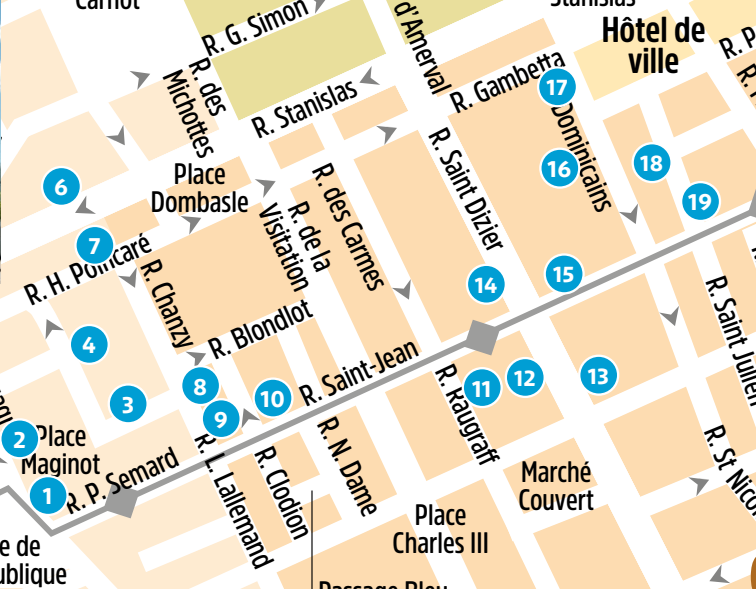 Carnot
R. G. Simon
d'Amerval
Stanislas
Hôtel de
ville
R. P
R. des
Michottes
R. Stanislas
R. Gambetta
17
Dominicains
6
Place
Dombasle
R. Saint Dizier
16
18
19
7
R. H. Poincaré
R. Chanzy
R. de la
Visitation
R. des Carmes
14
15
4
R. Blondlot
R. Saint Julien
3
8
9
10
R. Saint-Jean
R. Raugraff
11
12
13
2
Place
Maginot
1
R. P. Semard
R. L. Lallemand
R. Clodion
R. N. Dame
Place
Charles III
Marché
Couvert
R. St Nico
e de
ublique
Passage Bleu